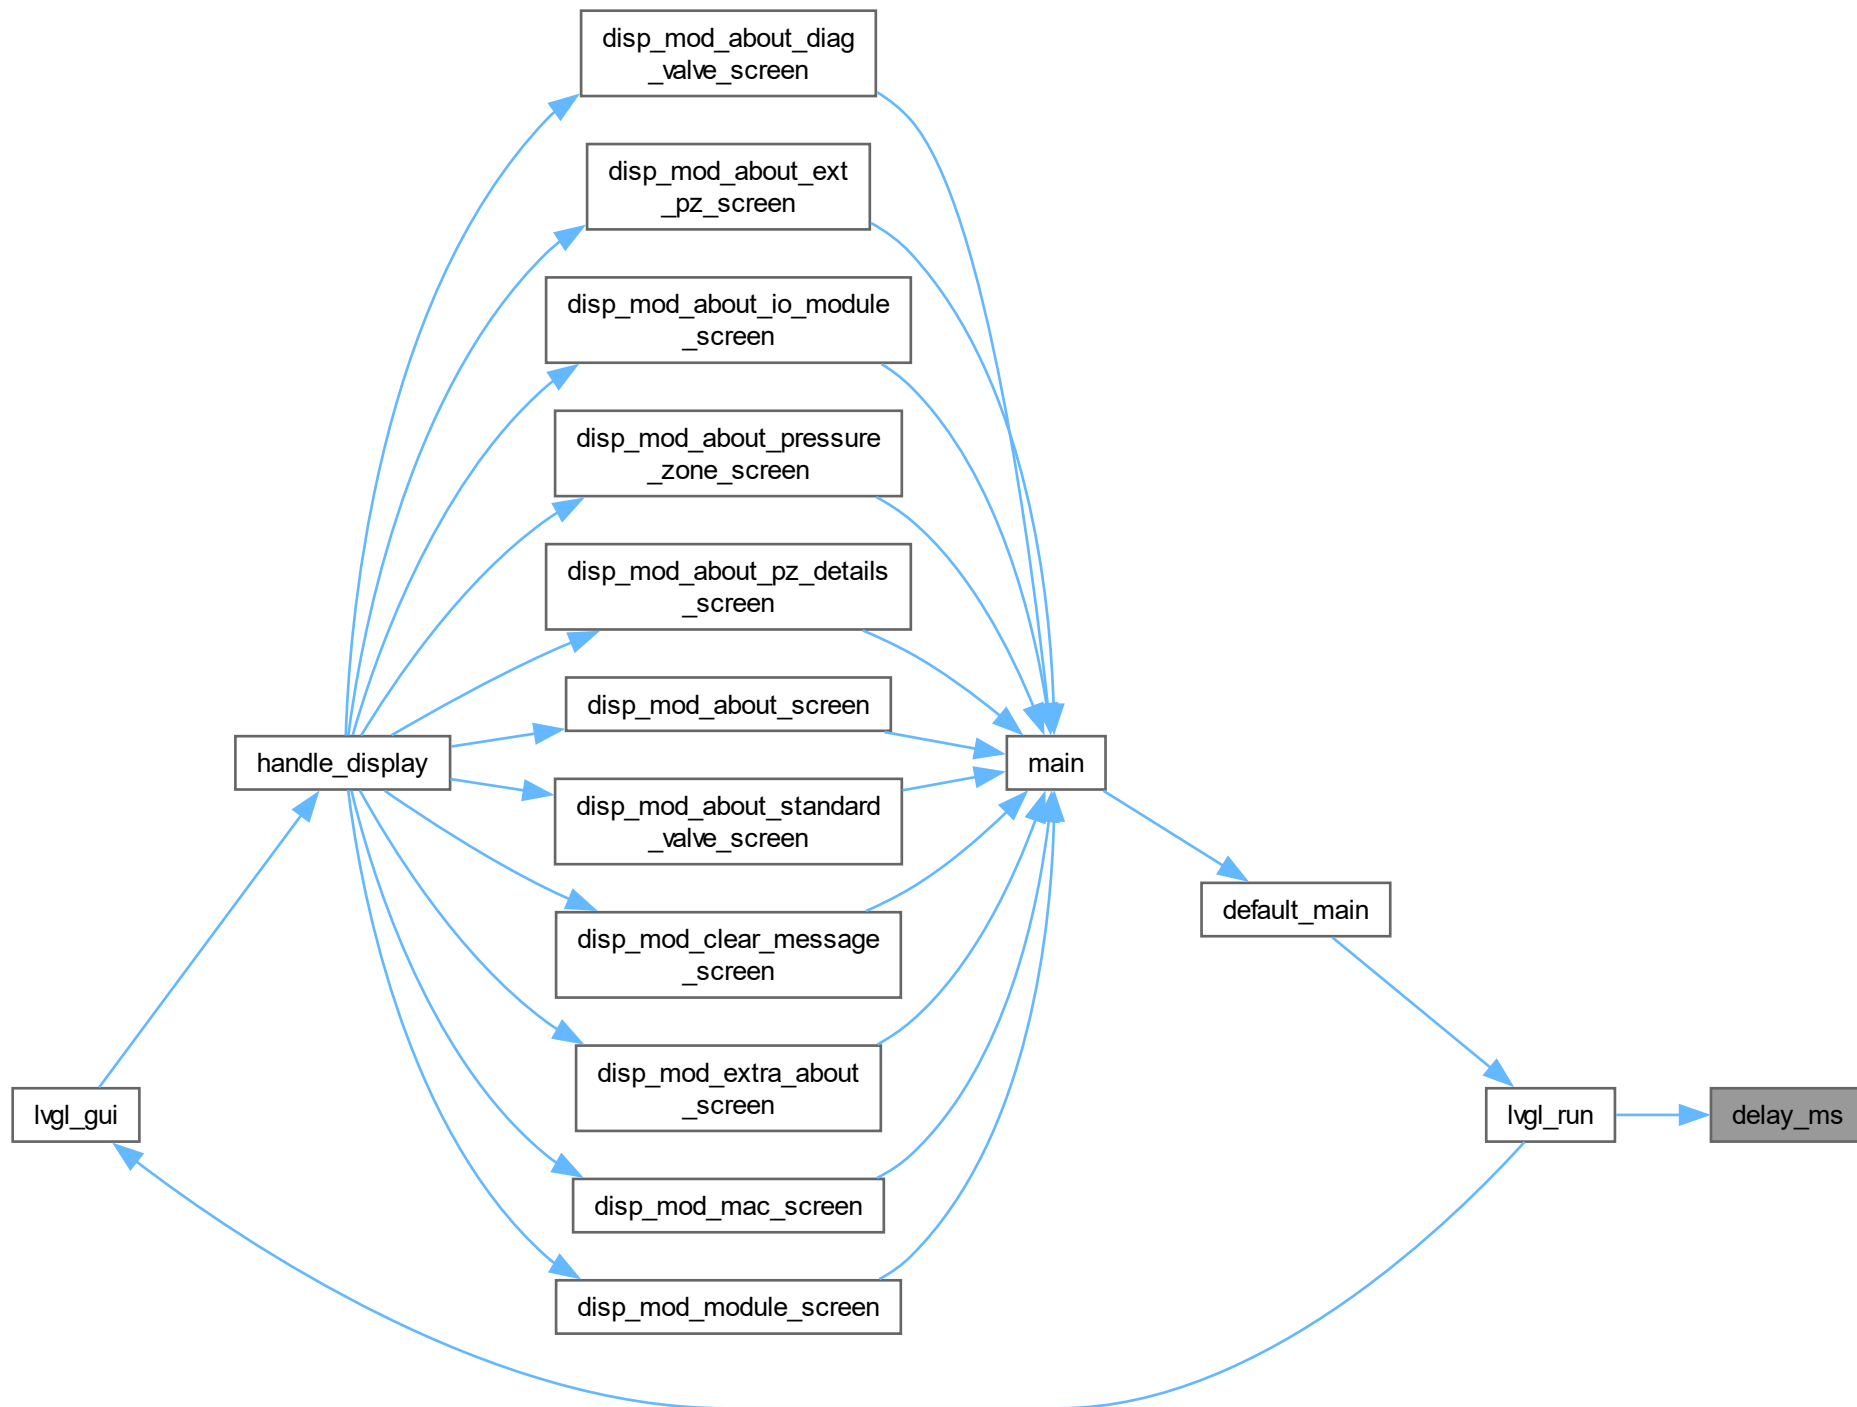 disp_mod_about_diag
_valve_screen
disp_mod_about_ext
_pz_screen
disp_mod_about_io_module
_screen
disp_mod_about_pressure
_zone_screen
disp_mod_about_pz_details
_screen
disp_mod_about_screen
handle_display
main
disp_mod_about_standard
_valve_screen
default_main
disp_mod_clear_message
_screen
disp_mod_extra_about
_screen
lvgl_gui
lvgl_run
delay_ms
disp_mod_mac_screen
disp_mod_module_screen